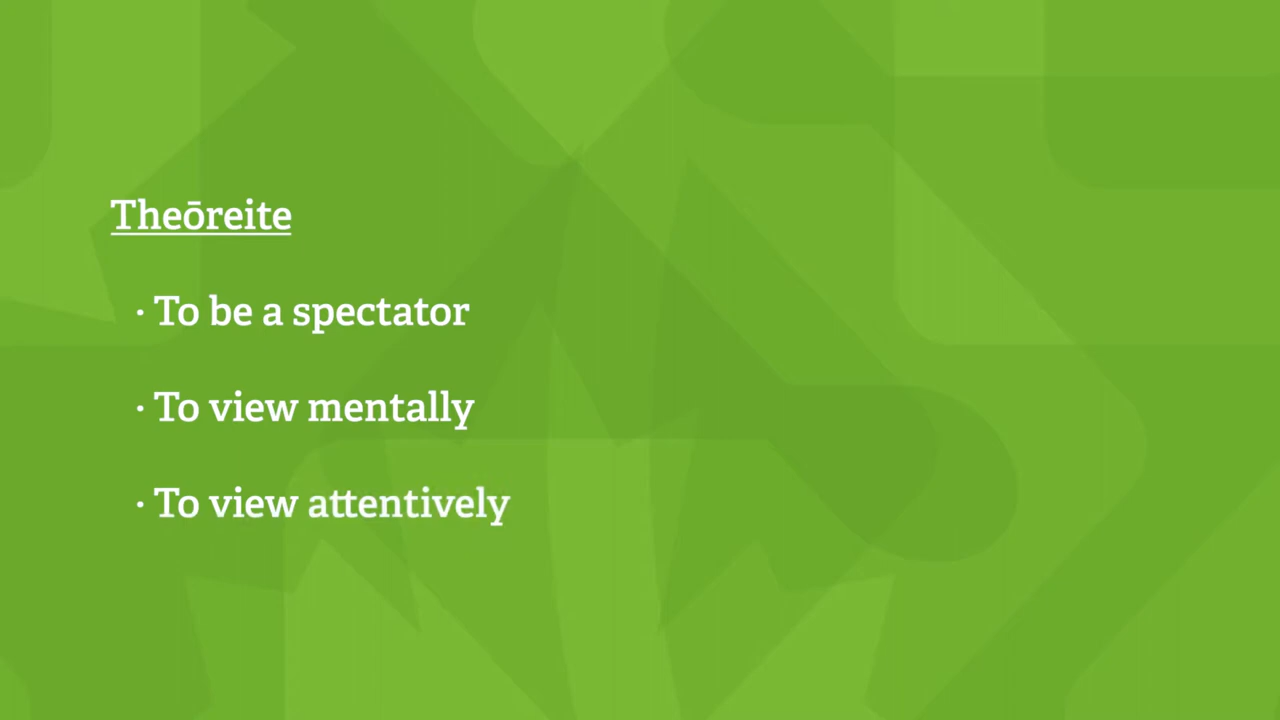 Theōreite
· To be a spectator
· To view mentally
· To view attentively